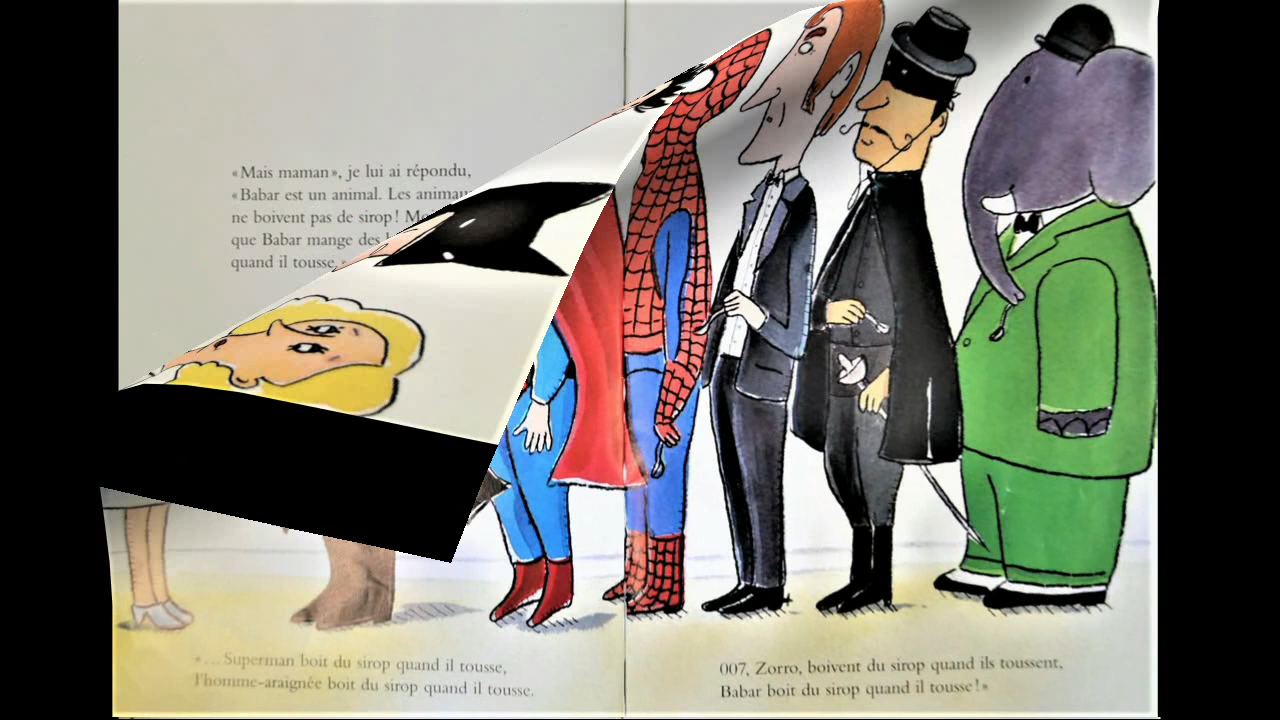 «Mais maman», je lui ai répondu,
«Babar est un animal. Les animaux
ne boivent pas de sirop!
que Babar mange des
quand il tousse.
«...Superman boit du sirop quand il tousse,
l'homme-araignée boit du sirop quand il tousse.
007, Zorro, boivent du sirop quand ils toussent,
Babar boit du sirop quand il tousse!»